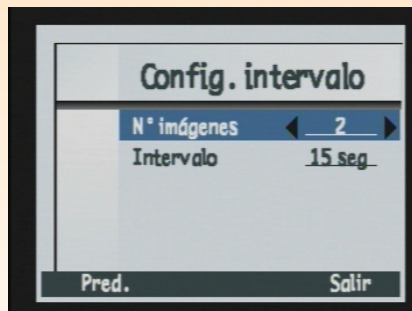 Config. intervalo
N° imágenes 2
Intervalo 15 seg
Pred. Salir